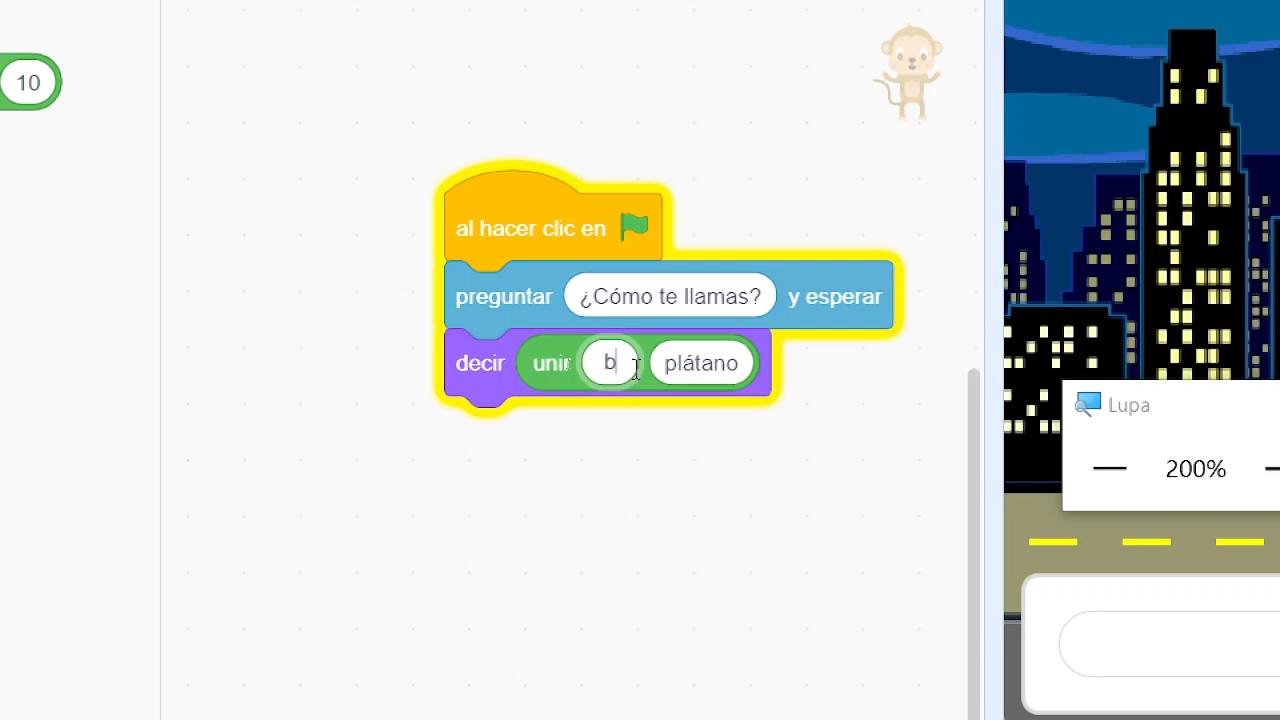 10
al hacer clic en
preguntar ¿Cómo te llamas? y esperar
decir unir b plátano
Lupa
200%